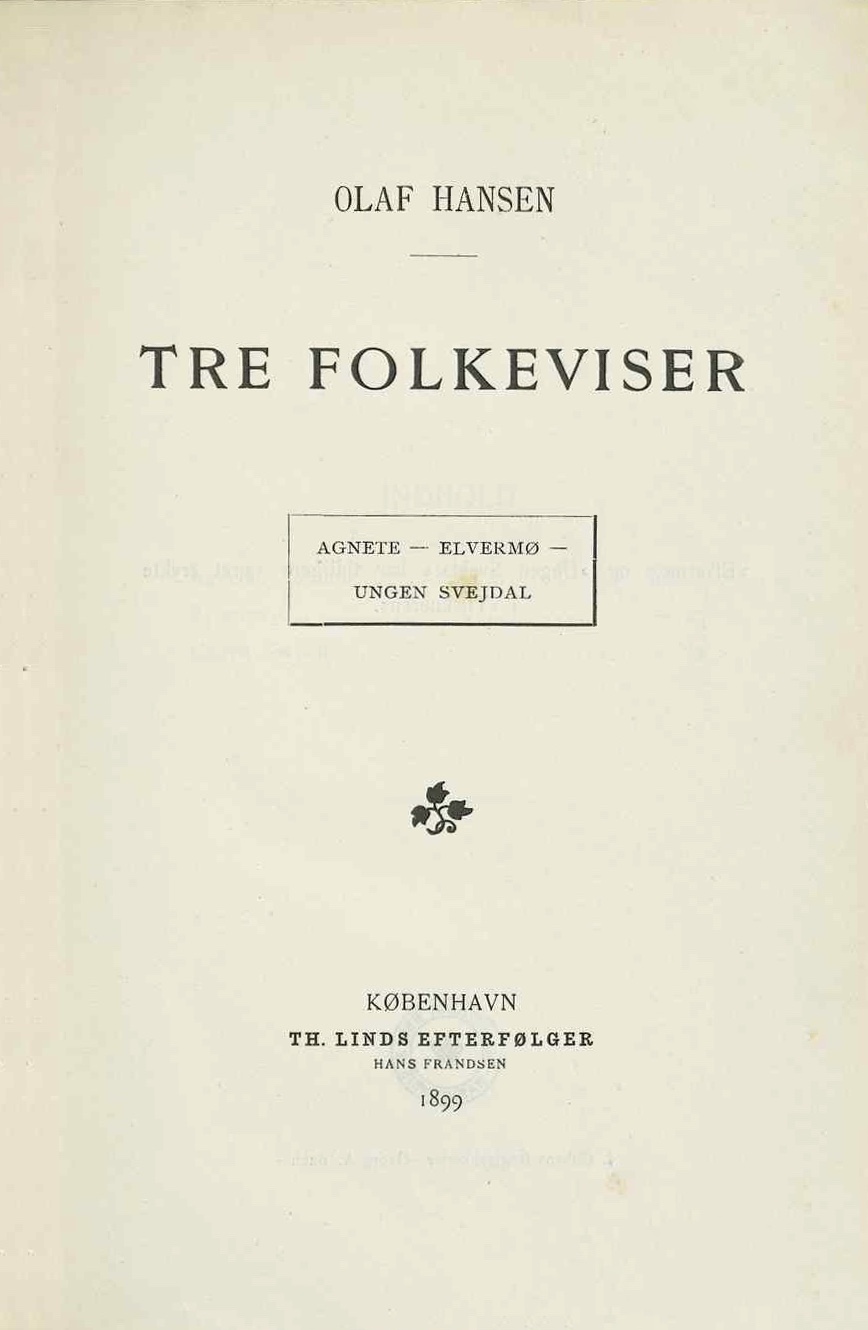 OLAF HANSEN
TRE FOLKEVISER
AGNETE — ELVERMØ —
UNGEN SVEJDAL
KØBENHAVN
TH. LINDS EFTERFØLGER
HANS FRANDSEN
1899